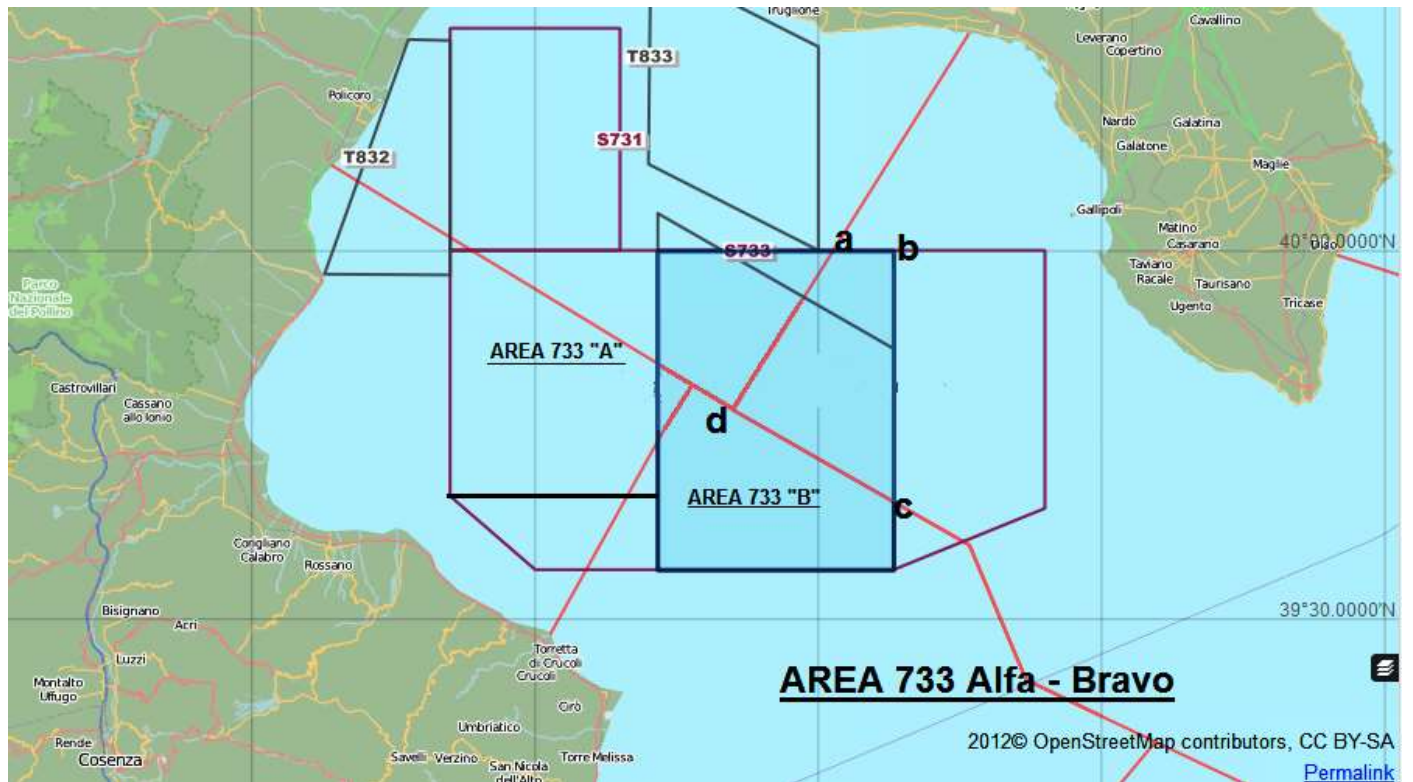 Truglione
Cavallino
Leverano
Copertino
T833
Policoro
Nardo
Galatina
S731
Galatone
T832
Maglie
Gallipoli
a
b
Matino
40°00.0000'N
S733
Casarano
Taviano
Racale
Parco
Nazionale
del Pollino
Taurisano
Ugento
Tricase
AREA 733 "A"
Castrovillari
Cassano
allo Ionio
d
AREA 733 "B"
c
Corigliano
Calabro
Rossano
Bisignano
Acri
39°30.0000'N
Luzzi
Torretta
di Crucoli
Crucoli
Montalto
Uffugo
AREA 733 Alfa - Bravo
Cirò
Umbriatico
Rende
Cosenza
Savelli
Verzino
San Nicola
dell'Alto
Torre Melissa
2012© OpenStreetMap contributors, CC BY-SA
Permalink